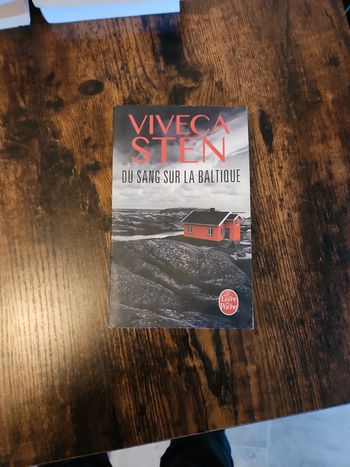 VIVECA
STEN
DU SANG SUR LA BALTIQUE
Le
Livre
de
Poche